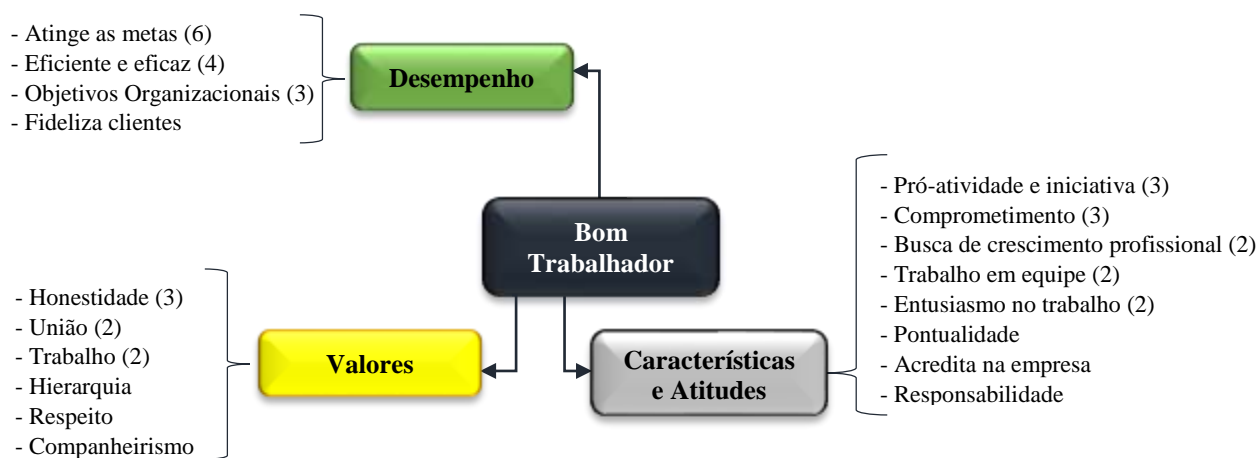 - Atinge as metas (6)
- Eficiente e eficaz (4)
- Objetivos Organizacionais (3)
- Fideliza clientes
Desempenho
Bom
Trabalhador
- Pró-atividade e iniciativa (3)
- Comprometimento (3)
- Busca de crescimento profissional (2)
- Trabalho em equipe (2)
- Entusiasmo no trabalho (2)
- Pontualidade
- Acredita na empresa
- Responsabilidade
- Honestidade (3)
- União (2)
- Trabalho (2)
- Hierarquia
- Respeito
- Companheirismo
Valores
Característíficas
e Atitudes